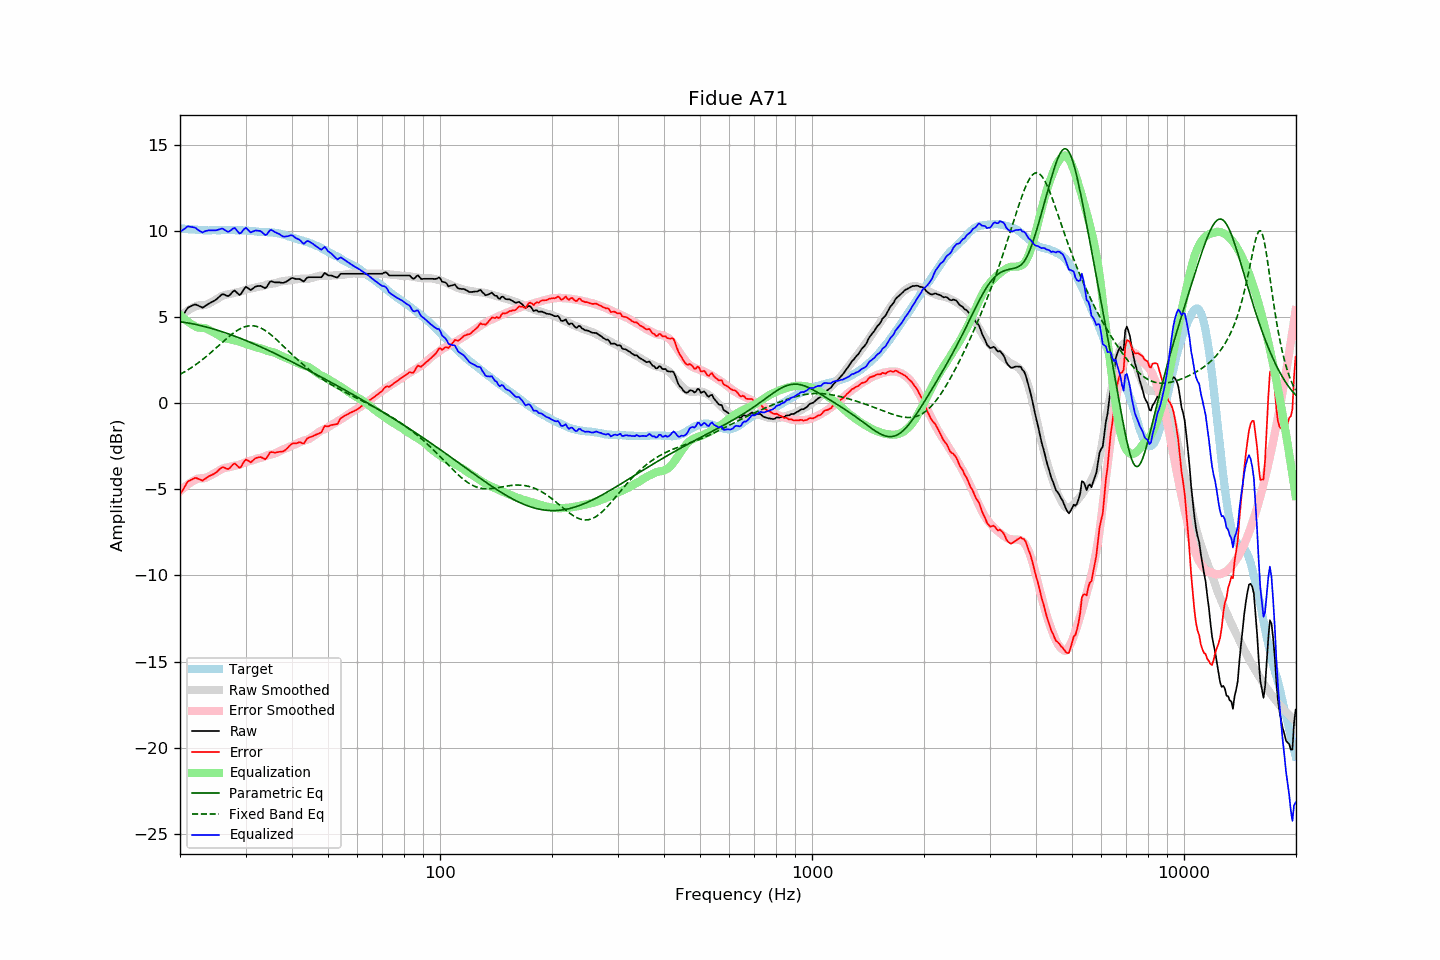 Fidue A71
15
10
5
0
−5
−10
−15
−20
−25
Amplitude (dBr)
Target
Raw Smoothed
Error Smoothed
Raw
Error
Equalization
Parametric Eq
Fixed Band Eq
Equalized
100
1000
10000
Frequency (Hz)